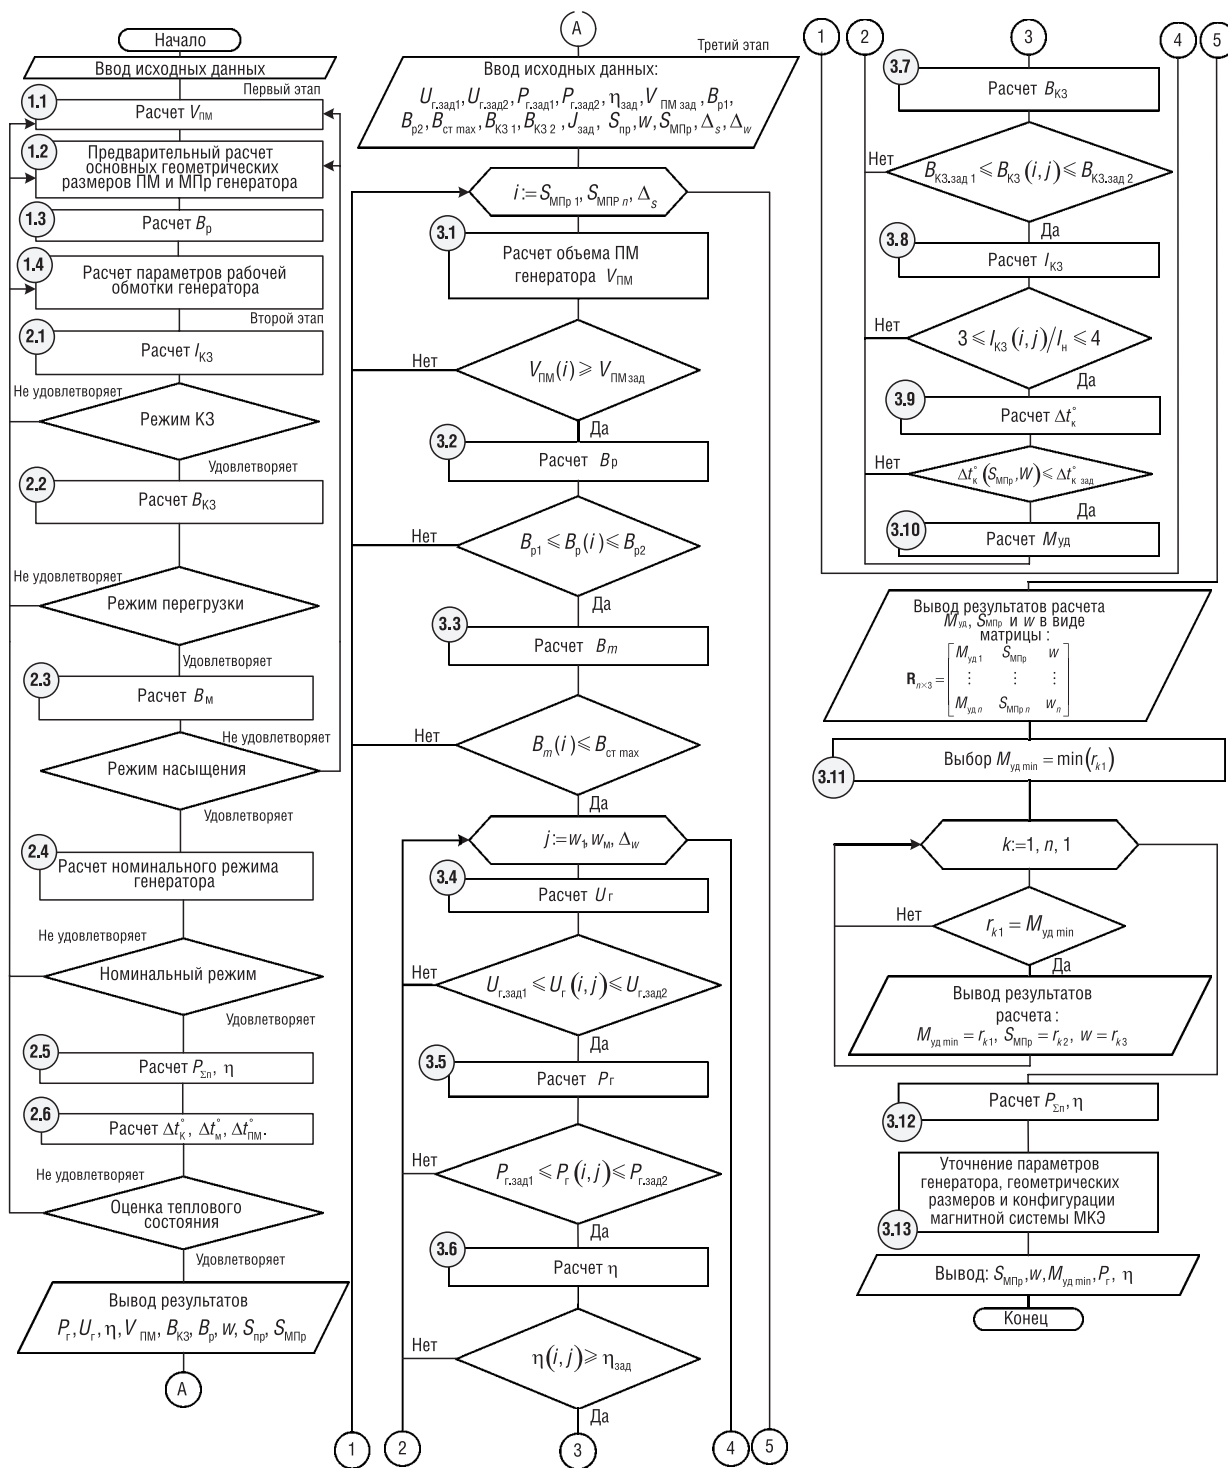 Начало
Ввод исходных данных
Первый этап
1.1
Расчет V_ПМ
1.2
Предварительный расчет
основных геометрических
размеров ПМ и МПр генератора
1.3
Расчет B_р
1.4
Расчет параметров рабочей
обмотки генератора
Второй этап
2.1
Расчет I_КЗ
Не удовлетворяет
Режим КЗ
Удовлетворяет
2.2
Расчет B_КЗ
Не удовлетворяет
Режим перегрузки
Удовлетворяет
2.3
Расчет B_м
Не удовлетворяет
Режим насыщения
Удовлетворяет
2.4
Расчет номинального режима
генератора
Не удовлетворяет
Номинальный режим
Удовлетворяет
2.5
Расчет P_Σп, η
2.6
Расчет Δt°_К, Δt°_м, Δt°_ПМ.
Не удовлетворяет
Оценка теплового
состояния
Удовлетворяет
Вывод результатов
P_г, U_г, η, V_ПМ, B_КЗ, B_р, w, S_пр, S_МПр
А
А
Третий этап
Ввод исходных данных:
U_г.зад1, U_г.зад2, P_г.зад1, P_г.зад2, η_зад, V_ПМ зад, B_р1,
B_р2, B_ст max, B_КЗ 1, B_КЗ 2, J_зад, S_пр, w, S_МПр, Δ_s, Δ_w
i:= S_МПр 1, S_МПР n, Δ_s
3.1
Расчет объема ПМ
генератора V_ПМ
Нет
V_ПМ(i) ⩾ V_ПМ зад
Да
3.2
Расчет B_р
Нет
B_р1 ⩽ B_р(i) ⩽ B_р2
Да
3.3
Расчет B_m
Нет
B_m(i) ⩽ B_ст max
Да
j:= w_1, w_м, Δ_w
3.4
Расчет U_г
Нет
U_г.зад1 ⩽ U_г(i, j) ⩽ U_г.зад2
Да
3.5
Расчет P_г
Нет
P_г.зад1 ⩽ P_г(i, j) ⩽ P_г.зад2
Да
3.6
Расчет η
Нет
η(i, j) ⩾ η_зад
Да
1 2 3 4 5
1 2 3 4 5
3.7
Расчет B_КЗ
Нет
B_КЗ.зад 1 ⩽ B_КЗ(i, j) ⩽ B_КЗ.зад 2
Да
3.8
Расчет I_КЗ
Нет
3 ⩽ I_КЗ(i, j)/I_н ⩽ 4
Да
3.9
Расчет Δt°_к
Нет
Δt°_к(S_МПр, W) ⩽ Δt°_к зад
Да
3.10
Расчет M_уд
Вывод результатов расчета
M_уд, S_МПр и w в виде
матрицы :
M_уд 1 S_МПр w
R_n×3 = ⋮ ⋮ ⋮
M_уд n S_МПр n w_n
3.11
Выбор M_уд min = min(r_k1)
k:=1, n, 1
Нет
r_k1 = M_уд min
Да
Вывод результатов
расчета :
M_уд min = r_k1, S_МПр = r_k2, w = r_k3
3.12
Расчет P_Σп, η
3.13
Уточнение параметров
генератора, геометрических
размеров и конфигурации
магнитной системы МКЭ
Вывод: S_МПр, w, M_уд min, P_г, η
Конец